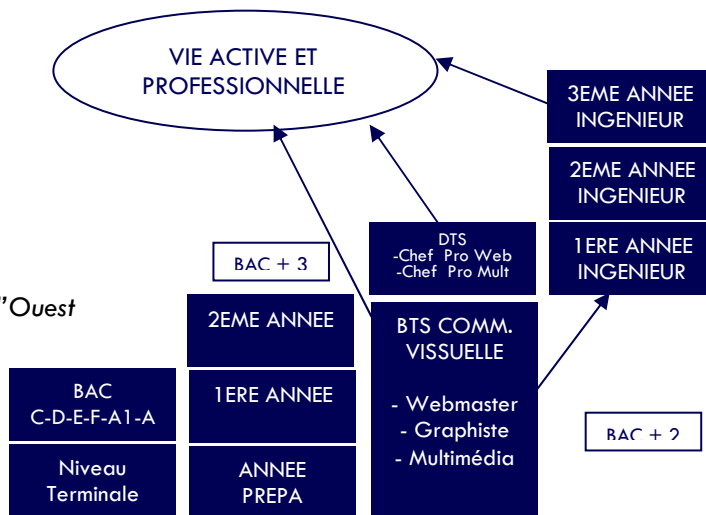 VIE ACTIVE ET
PROFESSIONNELLE
3EME ANNEE
INGENIEUR
2EME ANNEE
INGENIEUR
1ERE ANNEE
INGENIEUR
DTS
-Chef Pro Web
-Chef Pro Mult
BAC + 3
"Ouest
2EME ANNEE
BTS COMM.
VISSUELLE
- Webmaster
- Graphiste
- Multimédia
BAC
C-D-E-F-A1-A
1ERE ANNEE
BAC + 2
Niveau
Terminale
ANNEE
PREPA